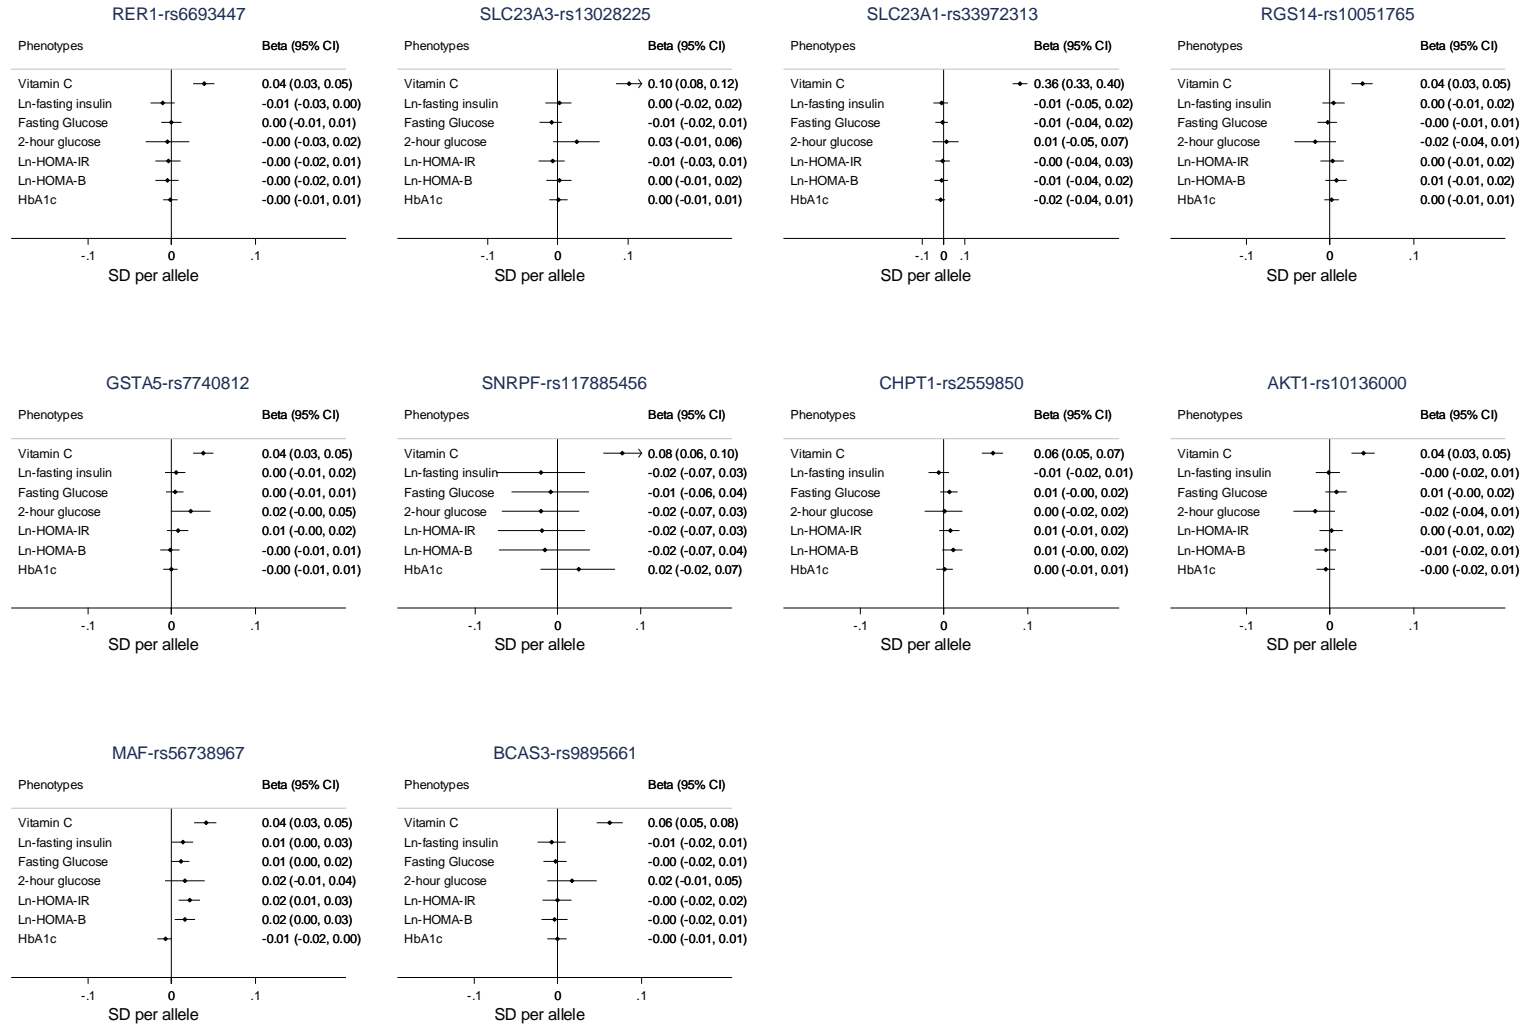 RER1-rs6693447
Phenotypes Beta (95% CI)
Vitamin C 0.04 (0.03, 0.05)
Ln-fasting insulin -0.01 (-0.03, 0.00)
Fasting Glucose 0.00 (-0.01, 0.01)
2-hour glucose -0.00 (-0.03, 0.02)
Ln-HOMA-IR -0.00 (-0.02, 0.01)
Ln-HOMA-B -0.00 (-0.02, 0.01)
HbA1c -0.00 (-0.01, 0.01)
-.1 0 .1
SD per allele
SLC23A3-rs13028225
Phenotypes Beta (95% CI)
Vitamin C 0.10 (0.08, 0.12)
Ln-fasting insulin 0.00 (-0.02, 0.02)
Fasting Glucose -0.01 (-0.02, 0.01)
2-hour glucose 0.03 (-0.01, 0.06)
Ln-HOMA-IR -0.01 (-0.03, 0.01)
Ln-HOMA-B 0.00 (-0.01, 0.02)
HbA1c 0.00 (-0.01, 0.01)
-.1 0 .1
SD per allele
SLC23A1-rs33972313
Phenotypes Beta (95% CI)
Vitamin C 0.36 (0.33, 0.40)
Ln-fasting insulin -0.01 (-0.05, 0.02)
Fasting Glucose -0.01 (-0.04, 0.02)
2-hour glucose 0.01 (-0.05, 0.07)
Ln-HOMA-IR -0.00 (-0.04, 0.03)
Ln-HOMA-B -0.01 (-0.04, 0.02)
HbA1c -0.02 (-0.04, 0.01)
-.1 0 .1
SD per allele
RGS14-rs10051765
Phenotypes Beta (95% CI)
Vitamin C 0.04 (0.03, 0.05)
Ln-fasting insulin 0.00 (-0.01, 0.02)
Fasting Glucose -0.00 (-0.01, 0.01)
2-hour glucose -0.02 (-0.04, 0.01)
Ln-HOMA-IR 0.00 (-0.01, 0.02)
Ln-HOMA-B 0.01 (-0.01, 0.02)
HbA1c 0.00 (-0.01, 0.01)
-.1 0 .1
SD per allele
GSTA5-rs7740812
Phenotypes Beta (95% CI)
Vitamin C 0.04 (0.03, 0.05)
Ln-fasting insulin 0.00 (-0.01, 0.02)
Fasting Glucose 0.00 (-0.01, 0.01)
2-hour glucose 0.02 (-0.00, 0.05)
Ln-HOMA-IR 0.01 (-0.00, 0.02)
Ln-HOMA-B -0.00 (-0.01, 0.01)
HbA1c -0.00 (-0.01, 0.01)
-.1 0 .1
SD per allele
SNRPF-rs117885456
Phenotypes Beta (95% CI)
Vitamin C 0.08 (0.06, 0.10)
Ln-fasting insulin -0.02 (-0.07, 0.03)
Fasting Glucose -0.01 (-0.06, 0.04)
2-hour glucose -0.02 (-0.07, 0.03)
Ln-HOMA-IR -0.02 (-0.07, 0.03)
Ln-HOMA-B -0.02 (-0.07, 0.04)
HbA1c 0.02 (-0.02, 0.07)
-.1 0 .1
SD per allele
CHPT1-rs2559850
Phenotypes Beta (95% CI)
Vitamin C 0.06 (0.05, 0.07)
Ln-fasting insulin -0.01 (-0.02, 0.01)
Fasting Glucose 0.01 (-0.00, 0.02)
2-hour glucose 0.00 (-0.02, 0.02)
Ln-HOMA-IR 0.01 (-0.01, 0.02)
Ln-HOMA-B 0.01 (-0.00, 0.02)
HbA1c 0.00 (-0.01, 0.01)
-.1 0 .1
SD per allele
AKT1-rs10136000
Phenotypes Beta (95% CI)
Vitamin C 0.04 (0.03, 0.05)
Ln-fasting insulin -0.00 (-0.02, 0.01)
Fasting Glucose 0.01 (-0.00, 0.02)
2-hour glucose -0.02 (-0.04, 0.01)
Ln-HOMA-IR 0.00 (-0.01, 0.02)
Ln-HOMA-B -0.01 (-0.02, 0.01)
HbA1c -0.00 (-0.02, 0.01)
-.1 0 .1
SD per allele
MAF-rs56738967
Phenotypes Beta (95% CI)
Vitamin C 0.04 (0.03, 0.05)
Ln-fasting insulin 0.01 (0.00, 0.03)
Fasting Glucose 0.01 (0.00, 0.02)
2-hour glucose 0.02 (-0.01, 0.04)
Ln-HOMA-IR 0.02 (0.01, 0.03)
Ln-HOMA-B 0.02 (0.00, 0.03)
HbA1c -0.01 (-0.02, 0.00)
-.1 0 .1
SD per allele
BCAS3-rs9895661
Phenotypes Beta (95% CI)
Vitamin C 0.06 (0.05, 0.08)
Ln-fasting insulin -0.01 (-0.02, 0.01)
Fasting Glucose -0.00 (-0.02, 0.01)
2-hour glucose 0.02 (-0.01, 0.05)
Ln-HOMA-IR -0.00 (-0.02, 0.02)
Ln-HOMA-B -0.00 (-0.02, 0.01)
HbA1c -0.00 (-0.01, 0.01)
-.1 0 .1
SD per allele